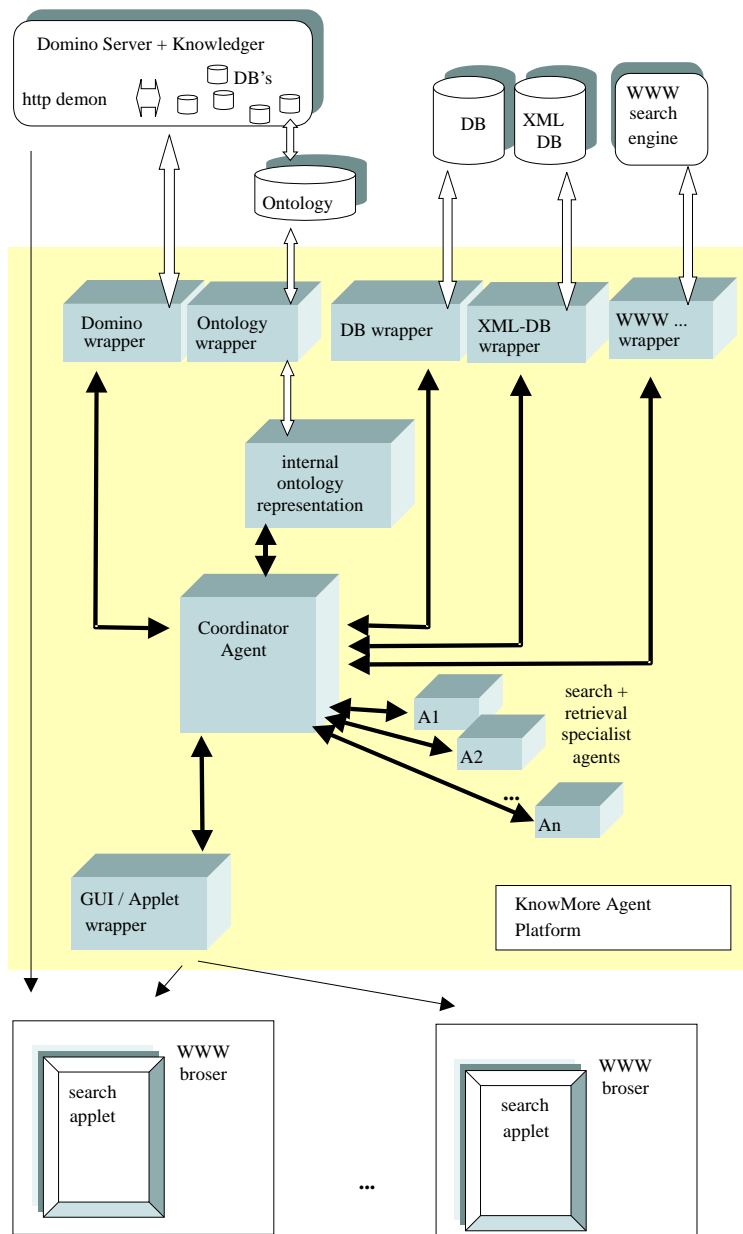 Domino Server + Knowledger
DB's
http demon
DB
XML
DB
WWW
search
engine
Ontology
Domino
wrapper
Ontology
wrapper
DB wrapper
XML-DB
wrapper
WWW ...
wrapper
internal
ontology
representation
Coordinator
Agent
A1
A2
...
An
search +
retrieval
specialist
agents
GUI / Applet
wrapper
KnowMore Agent
Platform
WWW
broser
search
applet
...
WWW
broser
search
applet